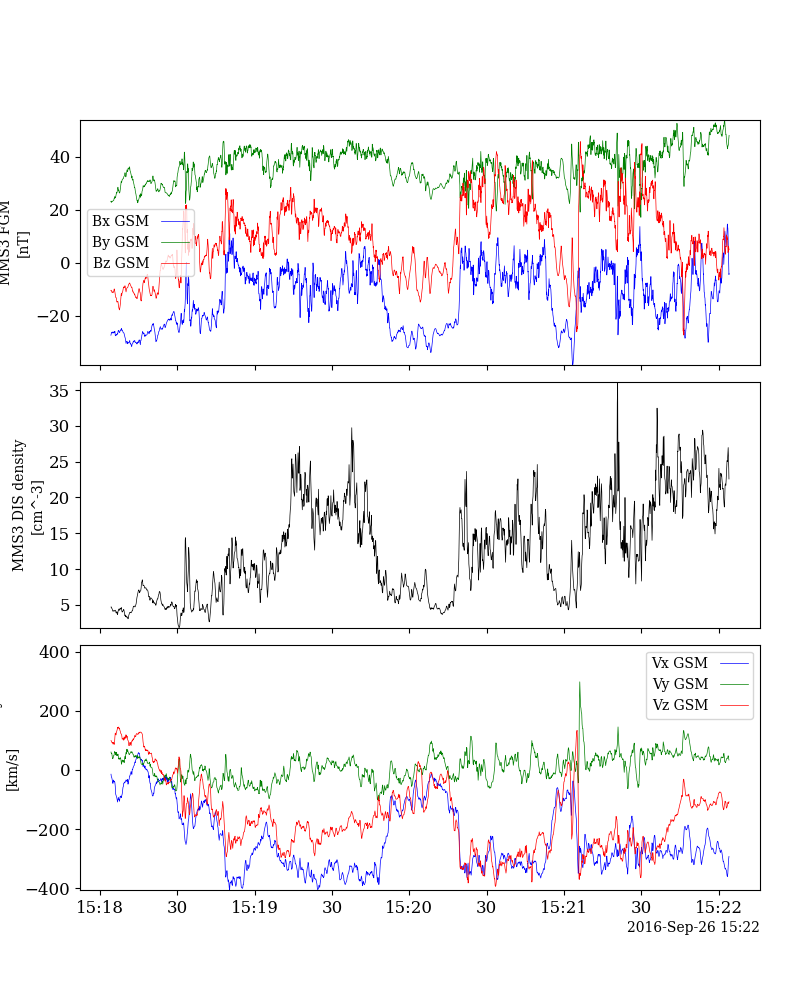 40
20
0
−20
MMS3 FGM
[nT]
Bx GSM
By GSM
Bz GSM
35
30
25
20
15
10
5
MMS3 DIS density
[cm^-3]
400
200
0
−200
−400
[km/s]
Vx GSM
Vy GSM
Vz GSM
15:18 30 15:19 30 15:20 30 15:21 30 15:22
2016-Sep-26 15:22